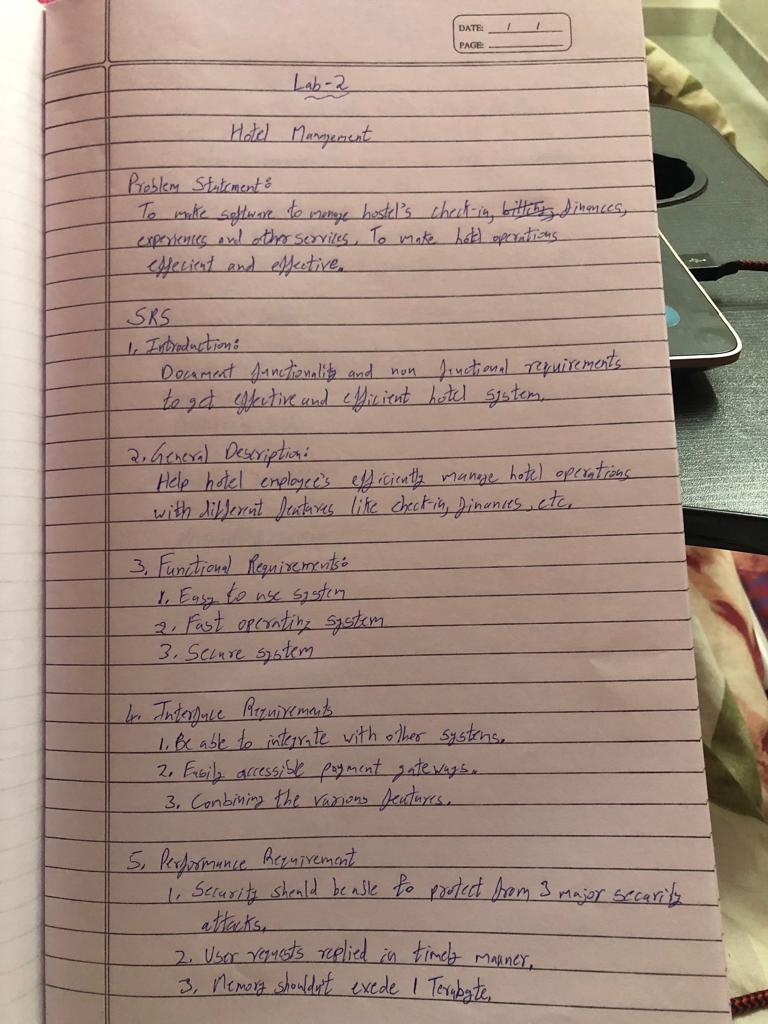 DATE: / /
PAGE:
Lab-2
Hotel Management
Problem Statement:
To make software to manage hostel's check-in, billing, finances,
experiences and other services. To make hotel operations
effecient and effective.
SRS
1. Introduction:
Document functionality and non functional requirements
to get effective and efficient hotel system.
2. General Description:
Help hotel employee's efficiently manage hotel operations
with different features like check-in, finances, etc.
3. Functional Requirements:
1. Easy to use system
2. Fast operating system
3. Secure system
4. Interface Requirements
1. Be able to integrate with other systems.
2. Easily accessible payment gateways.
3. Combining the various features.
5. Performance Requirement
1. Security should be able to protect from 3 major security
attacks.
2. User requests replied in timely manner.
3. Memory shouldn't exede 1 Terabyte.